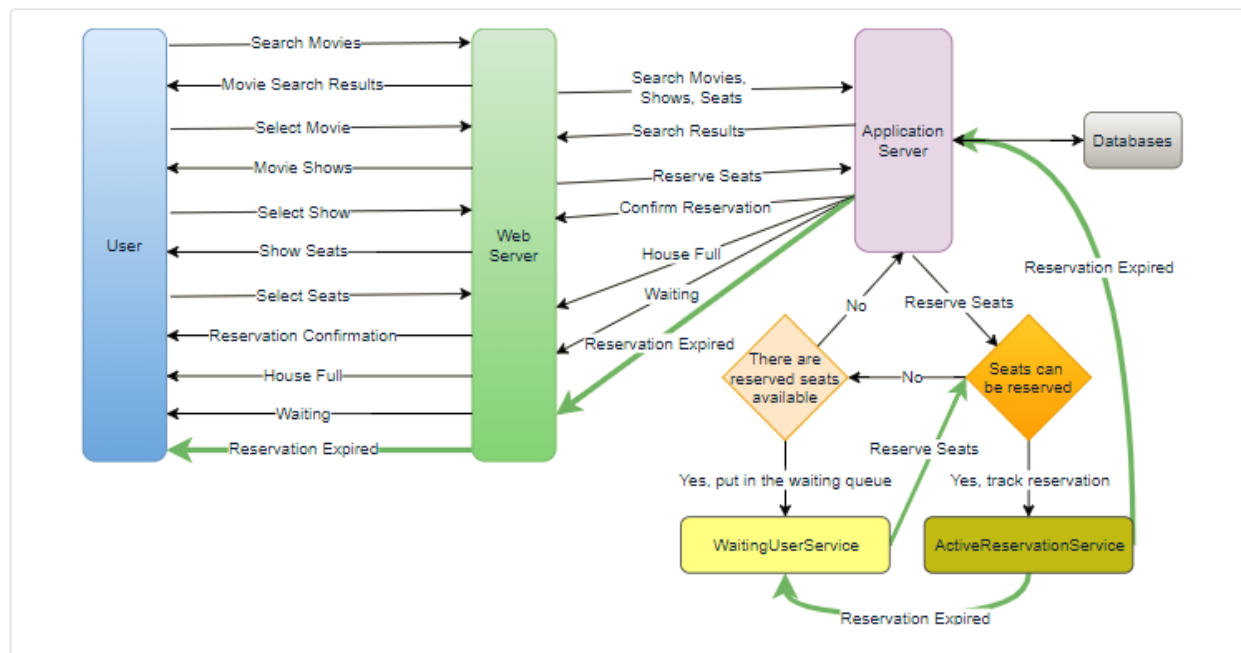 Search Movies
Movie Search Results
Select Movie
Movie Shows
Select Show
Show Seats
Select Seats
Reservation Confirmation
House Full
Waiting
Reservation Expired
User
Web
Server
Search Movies,
Shows, Seats
Search Results
Reserve Seats
Confirm Reservation
House Full
Waiting
Reservation Expired
Application
Server
Databases
Reservation Expired
No
Reserve Seats
There are
reserved seats
available
No
Seats can
be reserved
Reserve Seats
Yes, put in the waiting queue
Yes, track reservation
WaitingUserService
ActiveReservationService
Reservation Expired